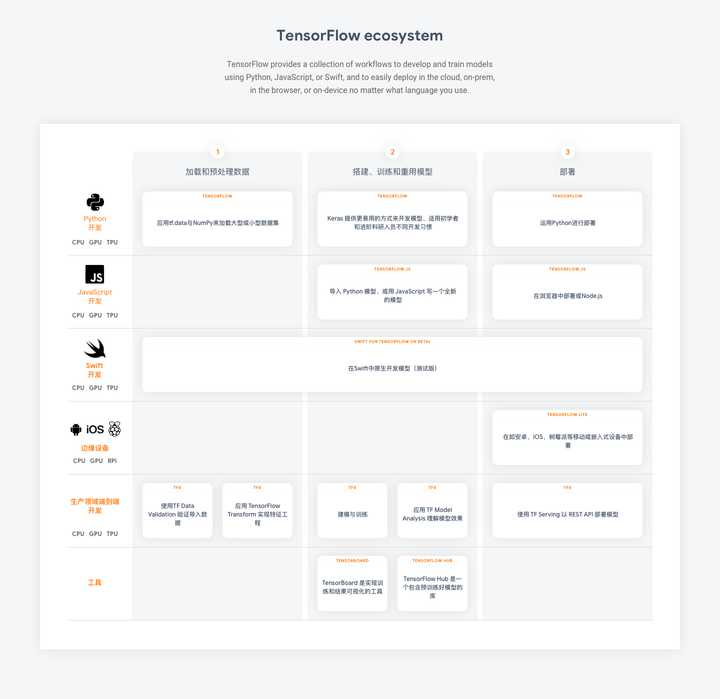 TensorFlow ecosystem
TensorFlow provides a collection of workflows to develop and train models
using Python, JavaScript, or Swift, and to easily deploy in the cloud, on-prem,
in the browser, or on-device no matter what language you use.
1
2
3
加载和预处理数据
搭建、训练和重用模型
部署
Python
开发
CPU GPU TPU
TENSORFLOW
应用tf.data与NumPy来加载大型或小型数据集
TENSORFLOW
Keras 提供更易用的方式来开发模型，适用初学者
和进阶科研人员不同开发习惯
TENSORFLOW
运用Python进行部署
JS
JavaScript
开发
CPU GPU TPU
TENSORFLOW.JS
导入 Python 模型，或用 JavaScript 写一个全新
的模型
TENSORFLOW.JS
在浏览器中部署或Node.js
Swift
开发
CPU GPU TPU
SWIFT FOR TENSORFLOW (IN BETA)
在Swift中原生开发模型（测试版）
iOS
边缘设备
CPU GPU RPi
TENSORFLOW LITE
在如安卓、iOS、树莓派等移动或嵌入式设备中部
署
生产领域端到端
开发
CPU GPU TPU
TFX
使用TF Data
Validation 验证导入数
据
TFX
应用 TensorFlow
Transform 实现特征工
程
TFX
建模与训练
TFX
应用 TF Model
Analysis 理解模型效果
TFX
使用 TF Serving 以 REST API 部署模型
工具
TENSORBOARD
TensorBoard 是实现训
练和结果可视化的工具
TENSORFLOW HUB
TensorFlow Hub 是一
个包含预训练好模型的
库